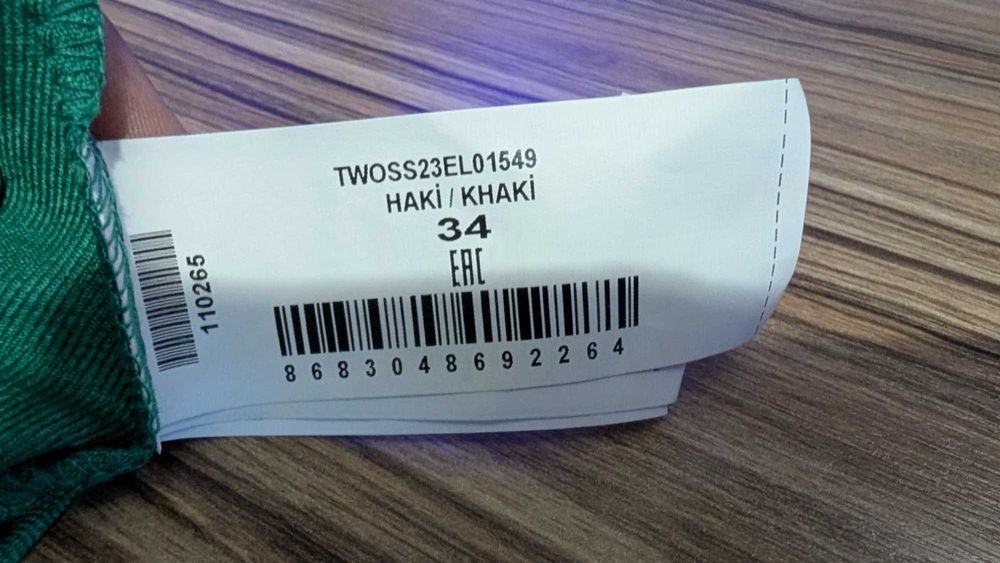 TWOSS23EL01549
HAKİ / KHAKİ
34
EAC
8683048692264
110265